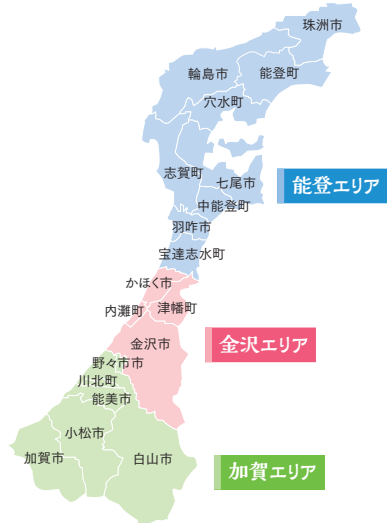 珠洲市
輪島市
能登町
穴水町
志賀町
七尾市
能登エリア
中能登町
羽咋市
宝達志水町
かほく市
内灘町
津幡町
金沢市
金沢エリア
野々市市
川北町
能美市
小松市
加賀市
白山市
加賀エリア